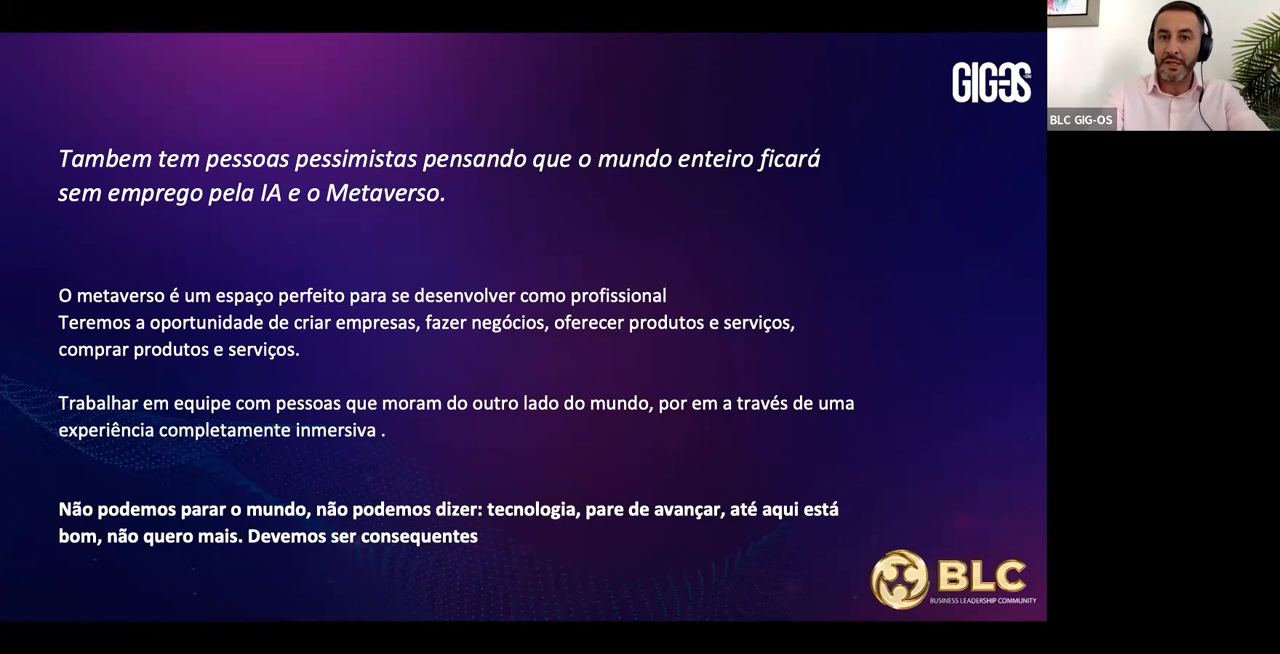 GIGOS
BLC GIG-OS
Tambem tem pessoas pessimistas pensando que o mundo enteiro ficará
sem emprego pela IA e o Metaverso.
O metaverso é um espaço perfeito para se desenvolver como profissional
Teremos a oportunidade de criar empresas, fazer negócios, oferecer produtos e serviços,
comprar produtos e serviços.
Trabalhar em equipe com pessoas que moram do outro lado do mundo, por em a través de uma
experiência completamente inmersiva .
Não podemos parar o mundo, não podemos dizer: tecnologia, pare de avançar, até aqui está
bom, não quero mais. Devemos ser consequentes
BLC
BUSINESS LEADERSHIP COMMUNITY